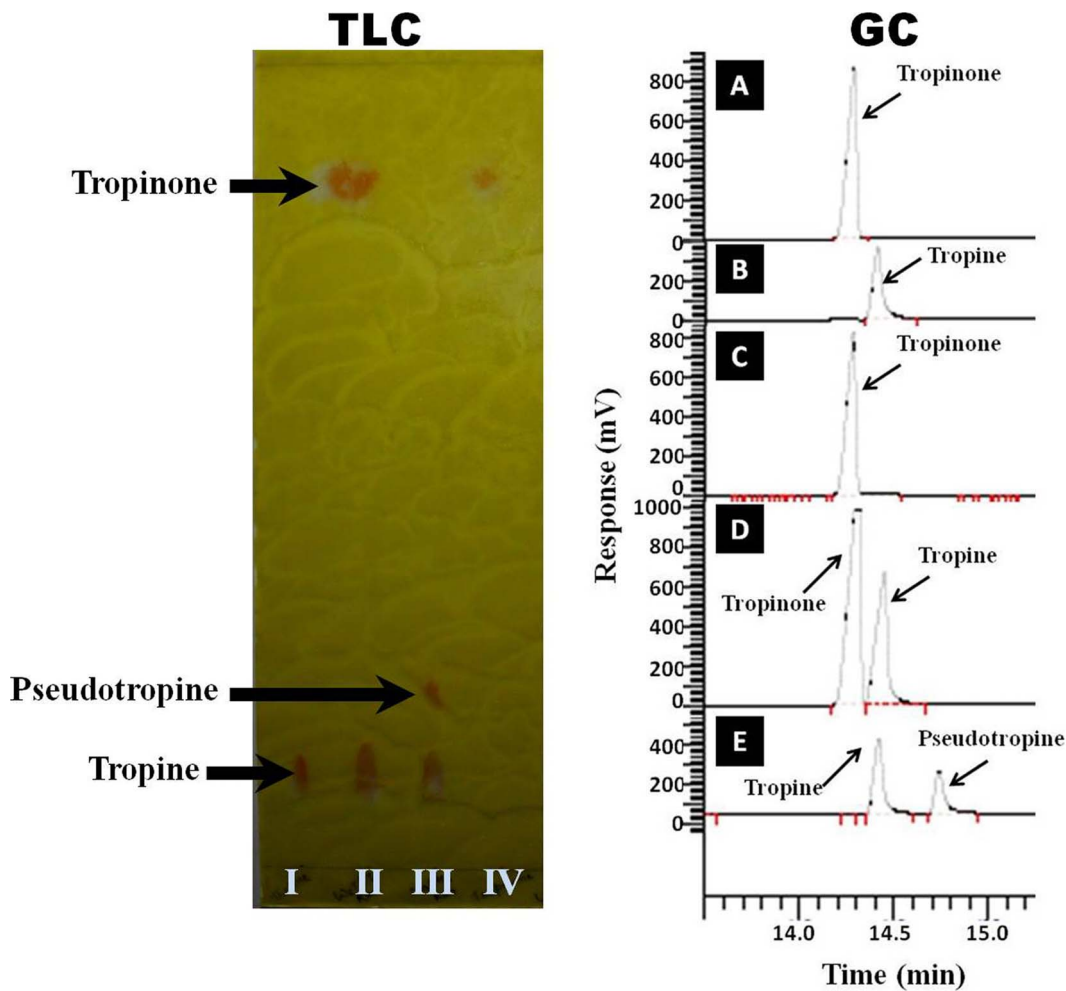 TLC
Tropinone
Pseudotropine
Tropine
I II III IV
GC
Response (mV)
A
Tropinone
800
600
400
200
0
B
Tropine
200
0
C
Tropinone
800
600
400
200
0
D
Tropinone
Tropine
1000
800
600
400
200
0
E
Tropine
Pseudotropine
400
200
0
14.0 14.5 15.0
Time (min)